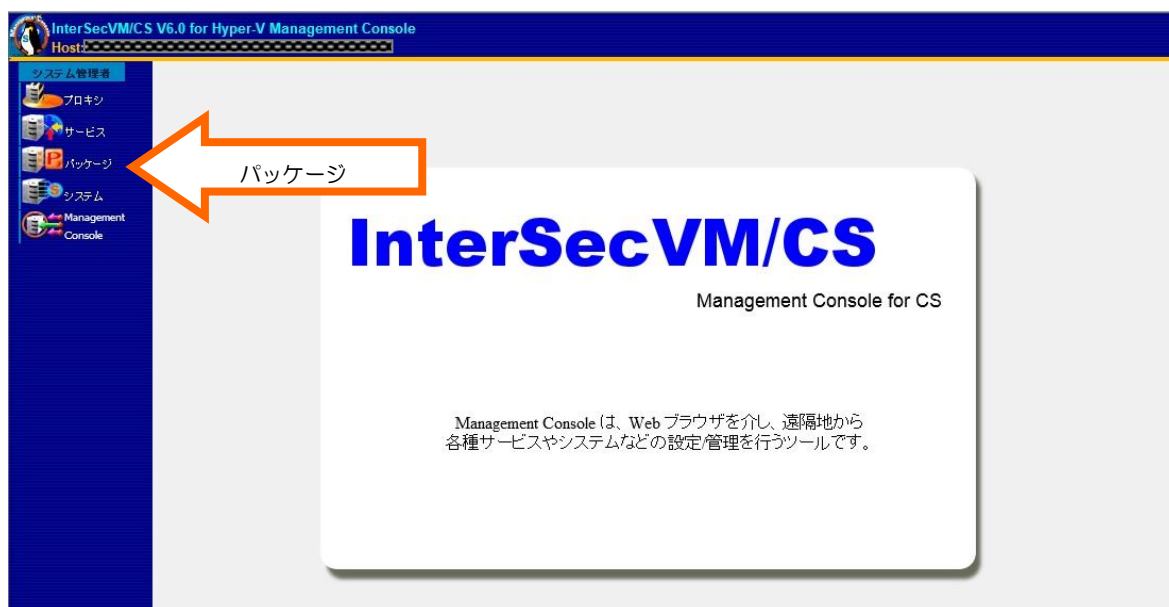 InterSecVM/CS V6.0 for Hyper-V Management Console
Host:
システム管理者
プロキシ
サービス
パッケージ
システム
Management
Console
パッケージ
InterSecVM/CS
Management Console for CS
Management Console は、Web ブラウザを介し、遠隔地から
各種サービスやシステムなどの設定/管理を行うツールです。